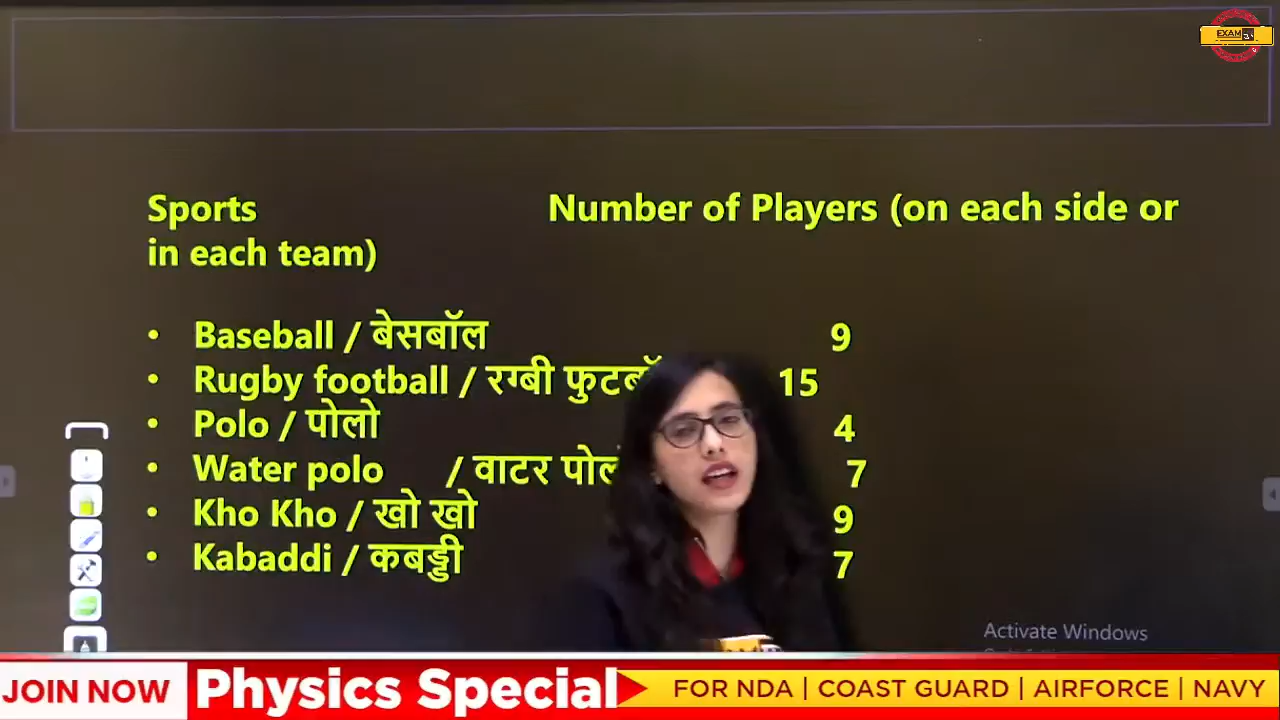 EXAM
Sports Number of Players (on each side or
in each team)
• Baseball / बेसबॉल 9
• Rugby football / रग्बी 15
• Polo / पोलो 4
• Water polo / वाटर 7
• Kho Kho / खो खो 9
• Kabaddi / कबड्डी 7
Activate Windows
JOIN NOW Physics Special FOR NDA | COAST GUARD | AIRFORCE | NAVY